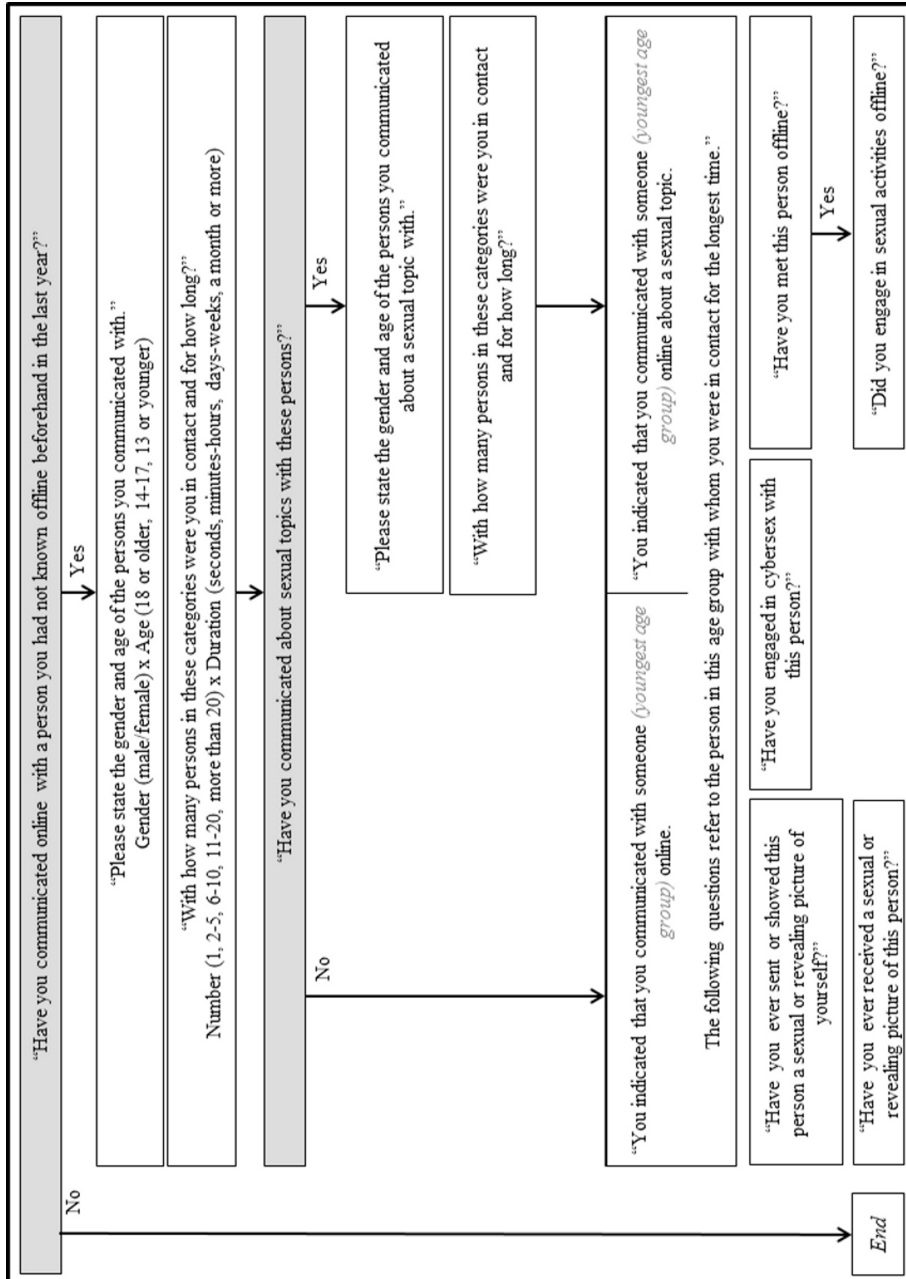 “Have you communicated online with a person you had not known offline beforehand in the last year?”
No
Yes
“Please state the gender and age of the persons you communicated with.”
Gender (male/female) x Age (18 or older, 14-17, 13 or younger)
“With how many persons in these categories were you in contact and for how long?”
Number (1, 2-5, 6-10, 11-20, more than 20) x Duration (seconds, minutes-hours, days-weeks, a month or more)
“Have you communicated about sexual topics with these persons?”
No
Yes
“Please state the gender and age of the persons you communicated
about a sexual topic with.”
“With how many persons in these categories were you in contact
and for how long?”
“You indicated that you communicated with someone (youngest age
group) online.
“You indicated that you communicated with someone (youngest age
group) online about a sexual topic.
The following questions refer to the person in this age group with whom you were in contact for the longest time.”
“Have you ever sent or showed this
person a sexual or revealing picture of
yourself?”
“Have you engaged in cybersex with
this person?”
“Have you met this person offline?”
Yes
End
“Have you ever received a sexual or
revealing picture of this person?”
“Did you engage in sexual activities offline?”